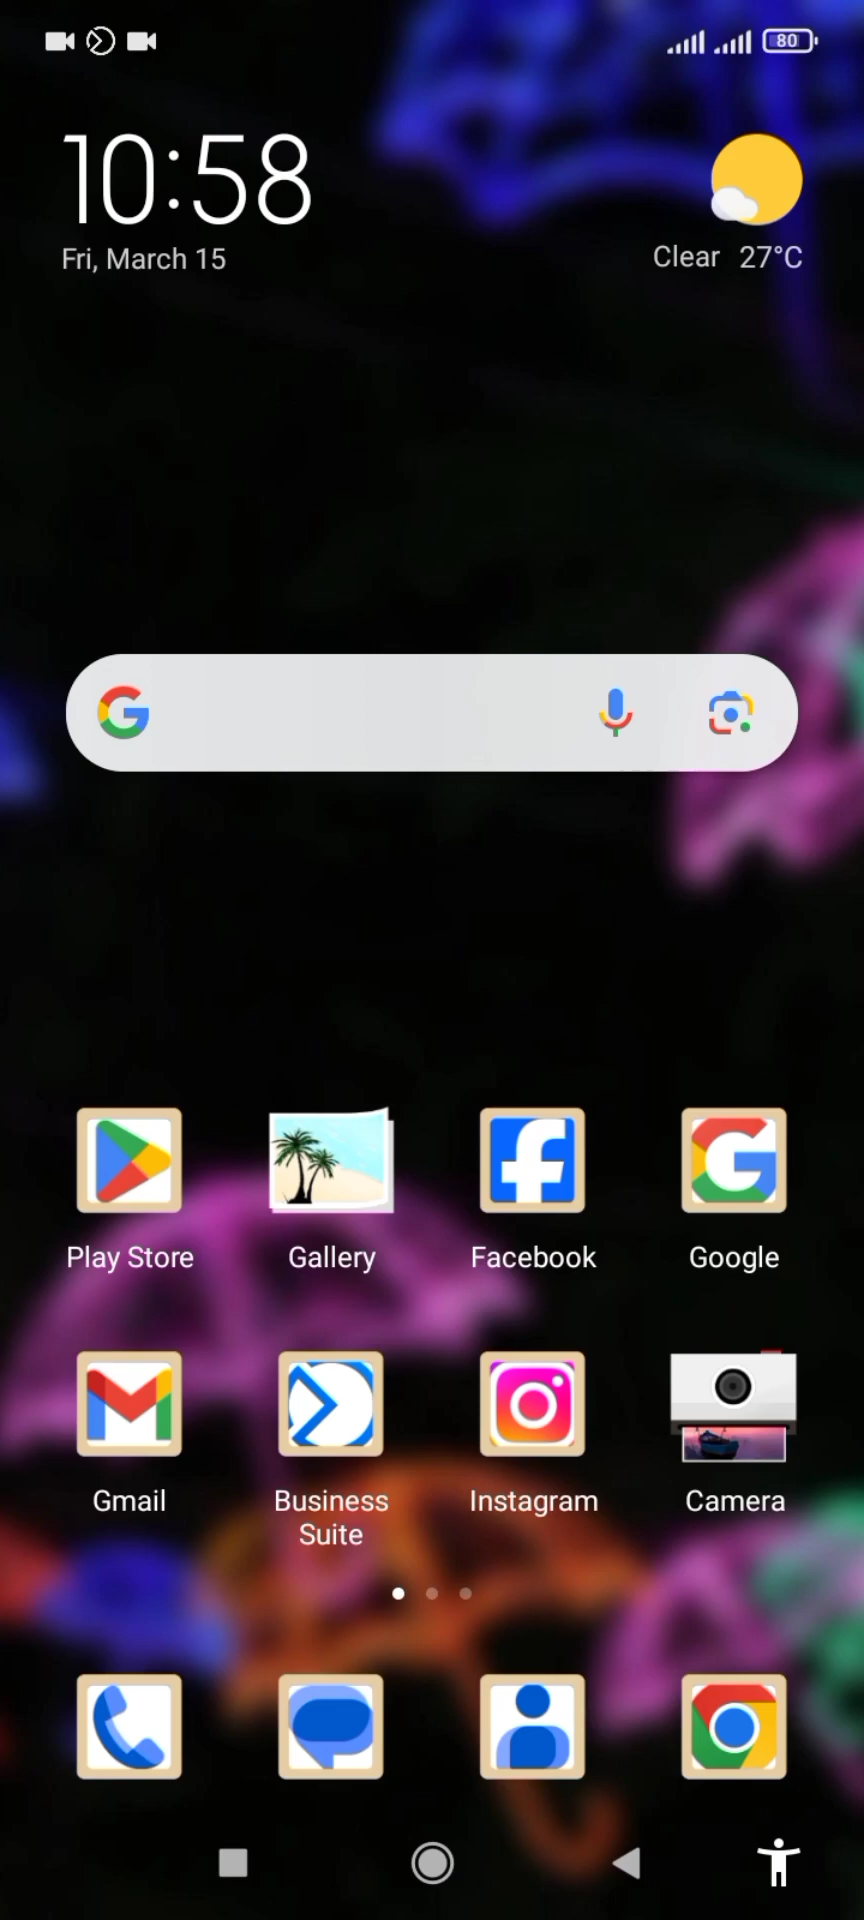 80
10:58
Fri, March 15
Clear 27°C
Play Store Gallery Facebook Google
Gmail Business Suite Instagram Camera